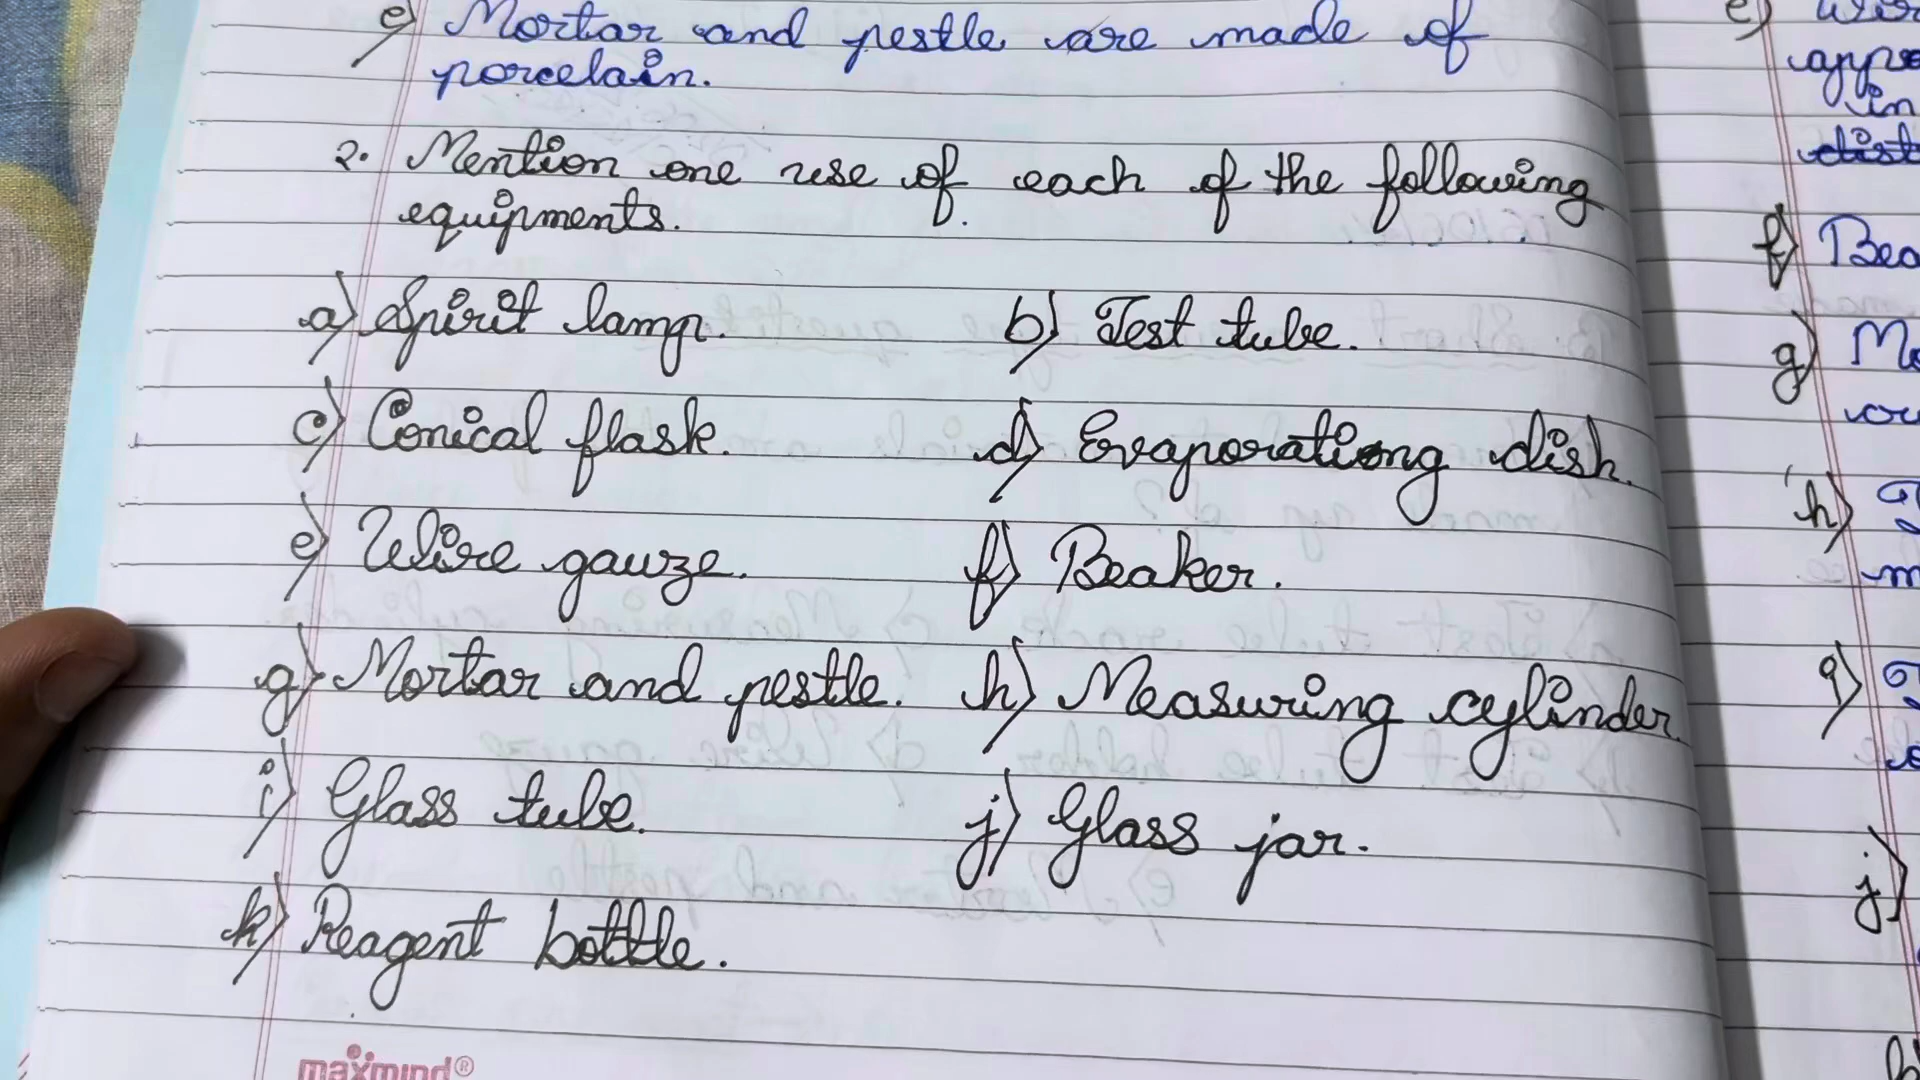 e) Mortar and pestle are made of
porcelain.
2. Mention one use of each of the following
equipments.
a) Spirit lamp.
b) Test tube.
c) Conical flask.
d) Evaporationg dish.
e) Wire gauze.
f) Beaker.
g) Mortar and pestle.
h) Measuring cylinder.
i) Glass tube.
j) Glass jar.
k) Reagent bottle.
maxmind®
e)
in
f)
g)
h)
j)